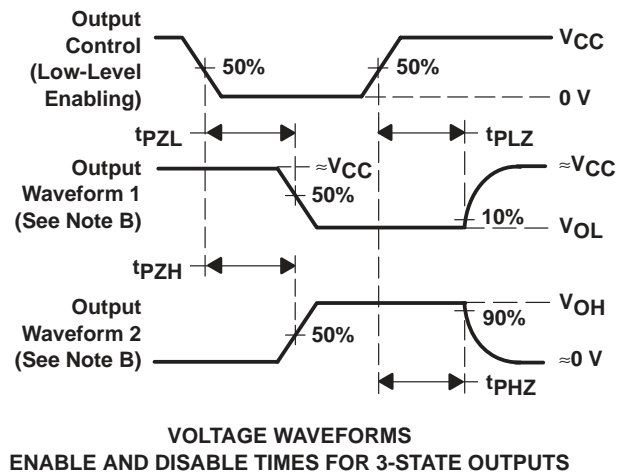 Output
Control
(Low-Level
Enabling)
50%
50%
VCC
0 V
tPZL
tPLZ
Output
Waveform 1
(See Note B)
≈VCC
50%
≈VCC
10%
VOL
tPZH
Output
Waveform 2
(See Note B)
50%
VOH
90%
≈0 V
tPHZ
VOLTAGE WAVEFORMS
ENABLE AND DISABLE TIMES FOR 3-STATE OUTPUTS